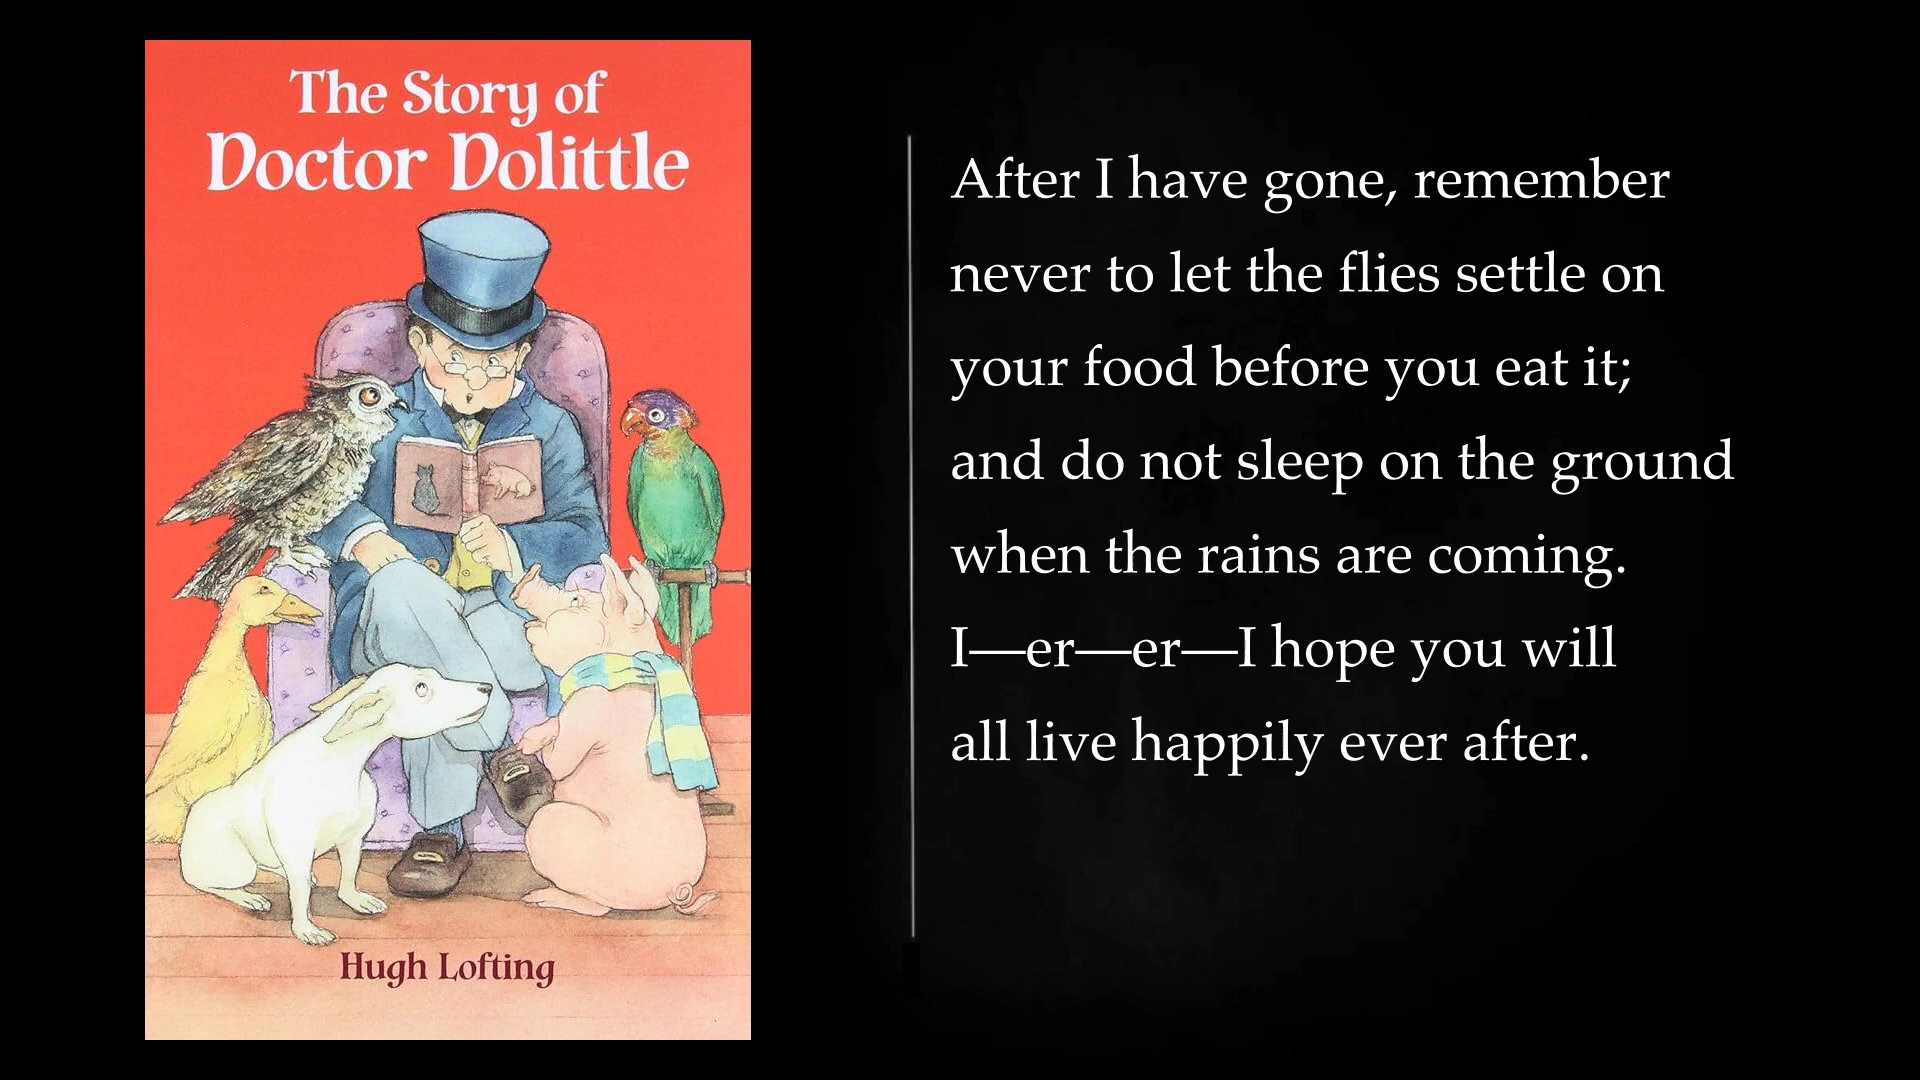 The Story of
Doctor Dolittle
Hugh Lofting
After I have gone, remember
never to let the flies settle on
your food before you eat it;
and do not sleep on the ground
when the rains are coming.
I—er—er—I hope you will
all live happily ever after.